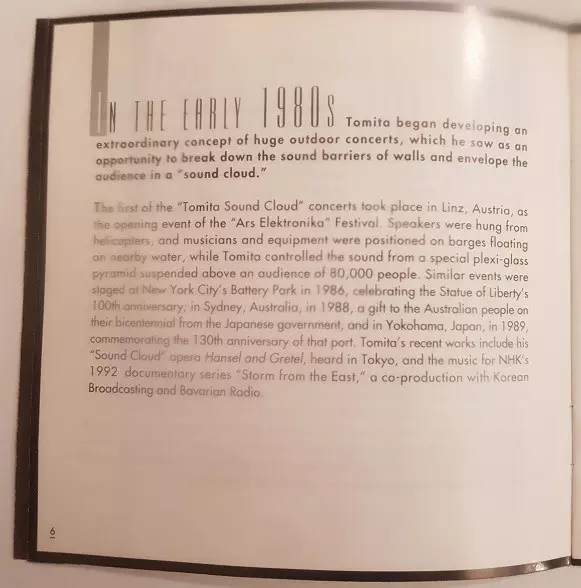 IN THE EARLY 1980s Tomita began developing an
extraordinary concept of huge outdoor concerts, which he saw as an
opportunity to break down the sound barriers of walls and envelope the
audience in a “sound cloud.”
The first of the “Tomita Sound Cloud” concerts took place in Linz, Austria, as
the opening event of the “Ars Elektronika” Festival. Speakers were hung from
helicopters, and musicians and equipment were positioned on barges floating
on nearby water, while Tomita controlled the sound from a special plexi-glass
pyramid suspended above an audience of 80,000 people. Similar events were
staged at New York City’s Battery Park in 1986, celebrating the Statue of Liberty’s
100th anniversary; in Sydney, Australia, in 1988, a gift to the Australian people on
their bicentennial from the Japanese government, and in Yokohama, Japan, in 1989,
commemorating the 130th anniversary of that port. Tomita’s recent works include his
“Sound Cloud” opera Hansel and Gretel, heard in Tokyo, and the music for NHK’s
1992 documentary series “Storm from the East,” a co-production with Korean
Broadcasting and Bavarian Radio.
6